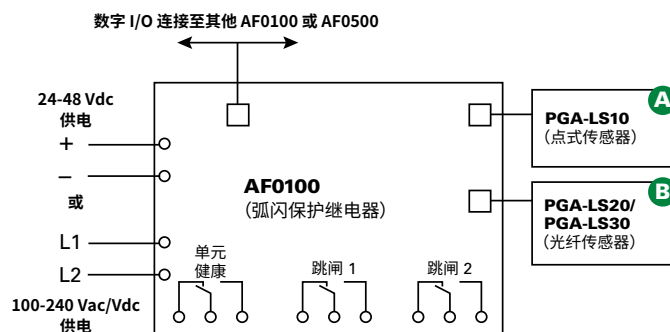 数字 I/O 连接至其他 AF0100 或 AF0500
24-48 Vdc
供电
+
−
或
L1
L2
100-240 Vac/Vdc
供电
AF0100
（弧闪保护继电器）
单元
健康
跳闸 1
跳闸 2
A
PGA-LS10
（点式传感器）
B
PGA-LS20/
PGA-LS30
（光纤传感器）